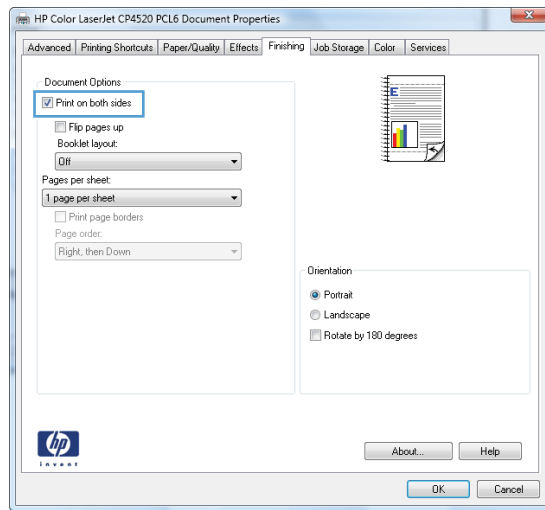 HP Color LaserJet CP4520 PCL6 Document Properties
Advanced Printing Shortcuts Paper/Quality Effects Finishing Job Storage Color Services
Document Options
Print on both sides
Flip pages up
Booklet layout:
Off
Pages per sheet:
1 page per sheet
Print page borders
Page order:
Right, then Down
E
Orientation
Portrait
Landscape
Rotate by 180 degrees
hp
invent
About... Help
OK Cancel